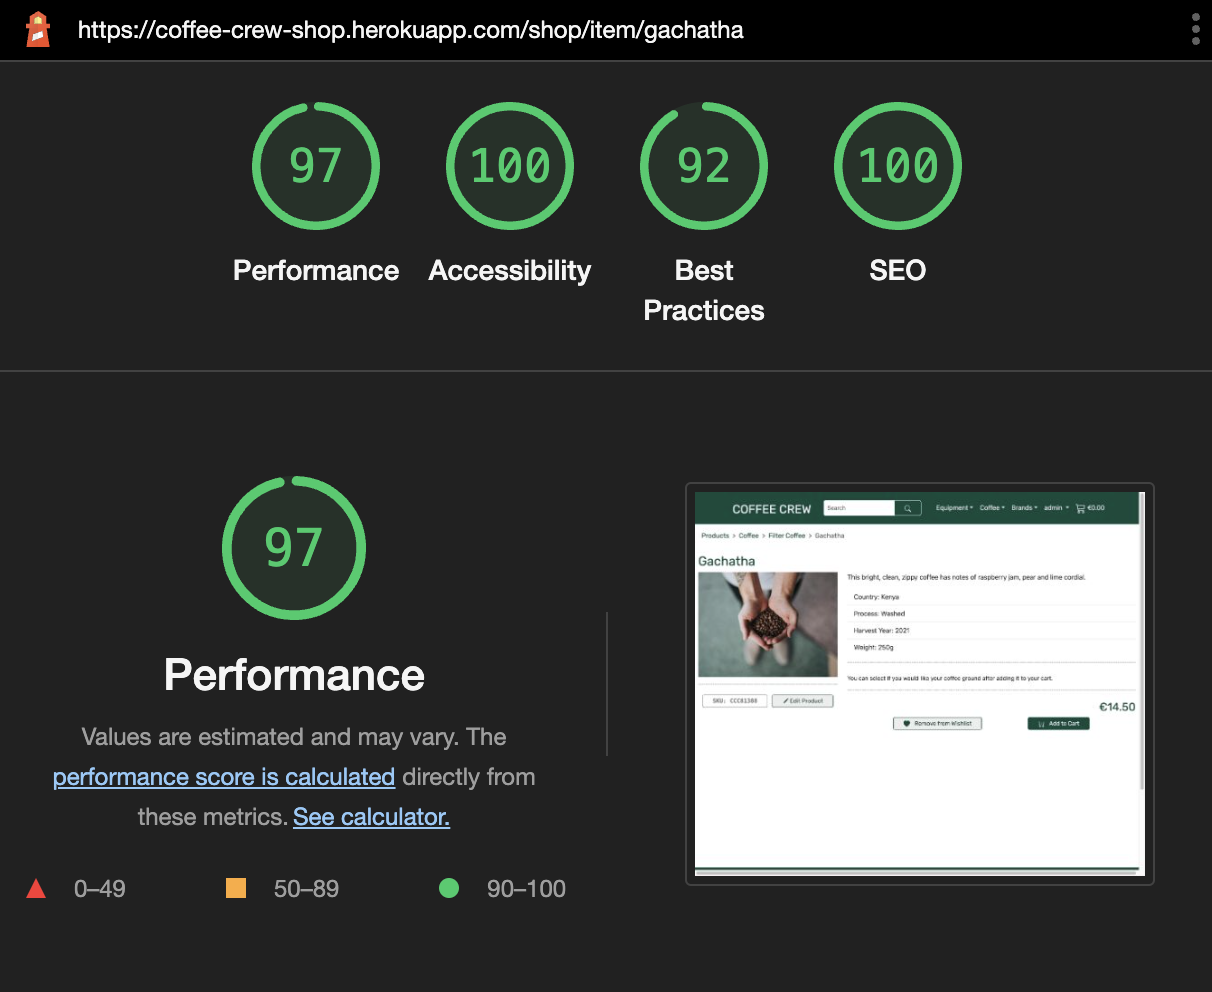 https://coffee-crew-shop.herokuapp.com/shop/item/gachatha
97
100
92
100
Performance
Accessibility
Best
Practices
SEO
97
Performance
Values are estimated and may vary. The
performance score is calculated directly from
these metrics. See calculator.
0–49
50–89
90–100
COFFEE CREW
Search
Equipment
Coffee
Brands
admin
€0.00
Products > Coffee > Filter Coffee > Gachatha
Gachatha
This bright, clean, zippy coffee has notes of raspberry jam, pear and lime cordial.
Country: Kenya
Process: Washed
Harvest Year: 2021
Weight: 250g
You can select if you would like your coffee ground after adding it to your cart.
Edit Product
€14.50
Remove from Wishlist
Add to Cart